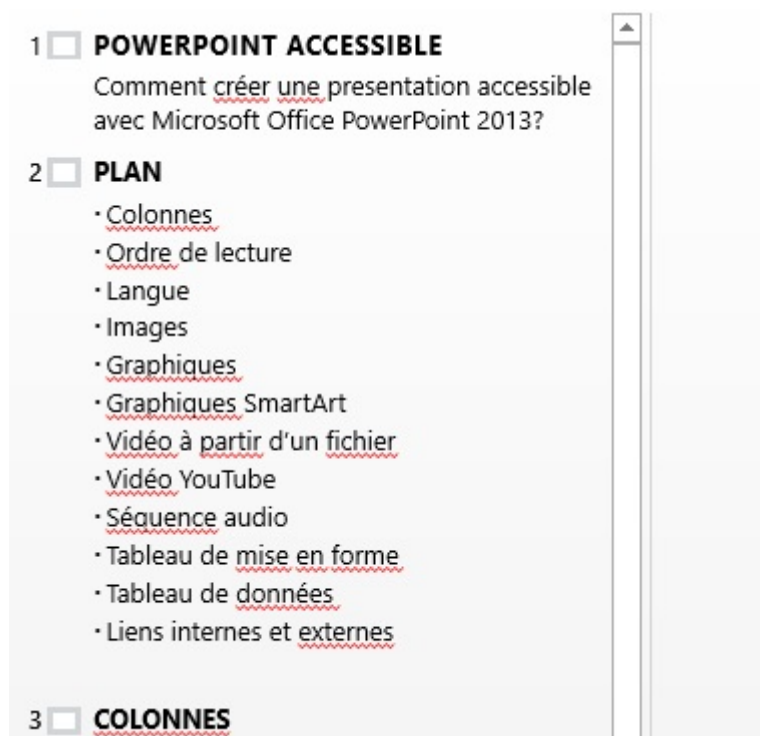 1 POWERPOINT ACCESSIBLE
Comment créer une presentation accessible
avec Microsoft Office PowerPoint 2013?
2 PLAN
· Colonnes
· Ordre de lecture
· Langue
· Images
· Graphiques
· Graphiques SmartArt
· Vidéo à partir d'un fichier
· Vidéo YouTube
· Séquence audio
· Tableau de mise en forme
· Tableau de données
· Liens internes et externes
3 COLONNES